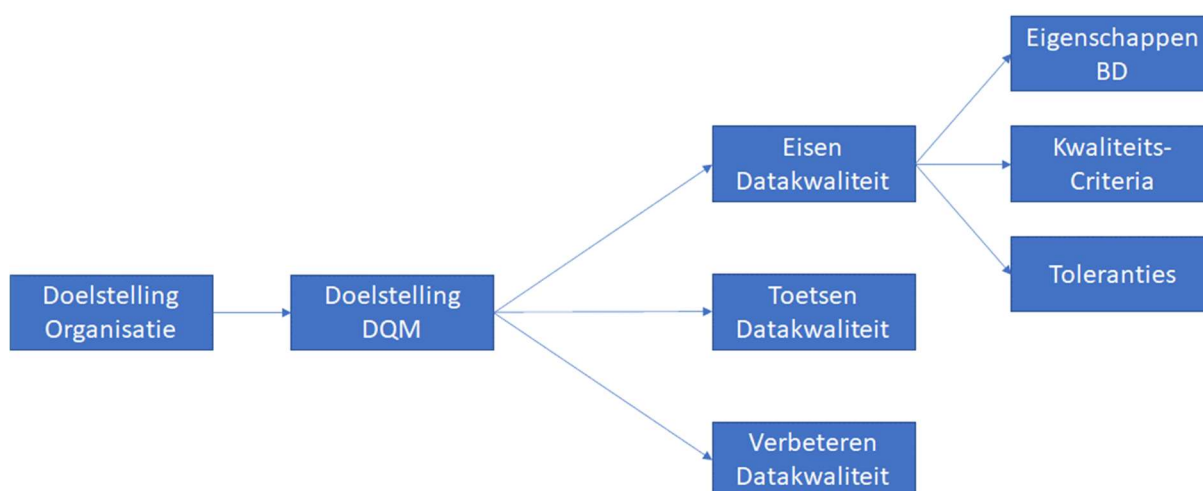 Eigenschappen
BD
Eisen
Datakwaliteit
Kwaliteits-
Criteria
Toleranties
Doelstelling
Organisatie
Doelstelling
DQM
Toetsen
Datakwaliteit
Verbeteren
Datakwaliteit